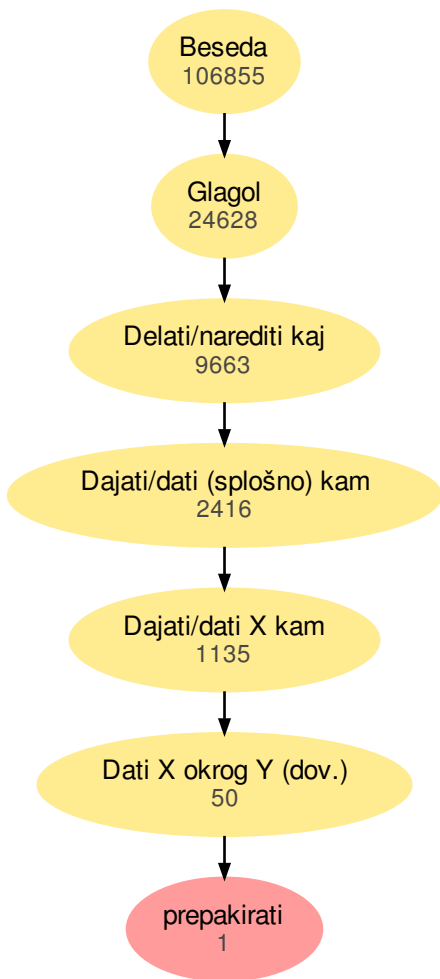 Beseda
106855
Glagol
24628
Delati/narediti kaj
9663
Dajati/dati (splošno) kam
2416
Dajati/dati X kam
1135
Dati X okrog Y (dov.)
50
prepakirati
1